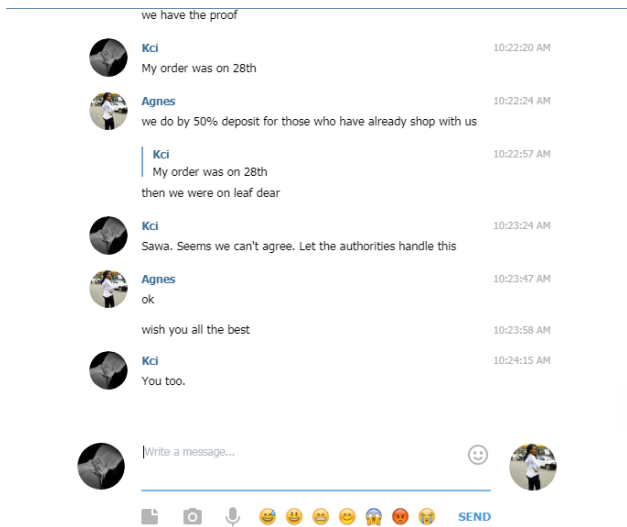 we have the proof
Kci 10:22:20 AM
My order was on 28th
Agnes 10:22:24 AM
we do by 50% deposit for those who have already shop with us
Kci 10:22:57 AM
My order was on 28th
then we were on leaf dear
Kci 10:23:24 AM
Sawa. Seems we can't agree. Let the authorities handle this
Agnes 10:23:47 AM
ok
wish you all the best 10:23:58 AM
Kci 10:24:15 AM
You too.
Write a message...
SEND